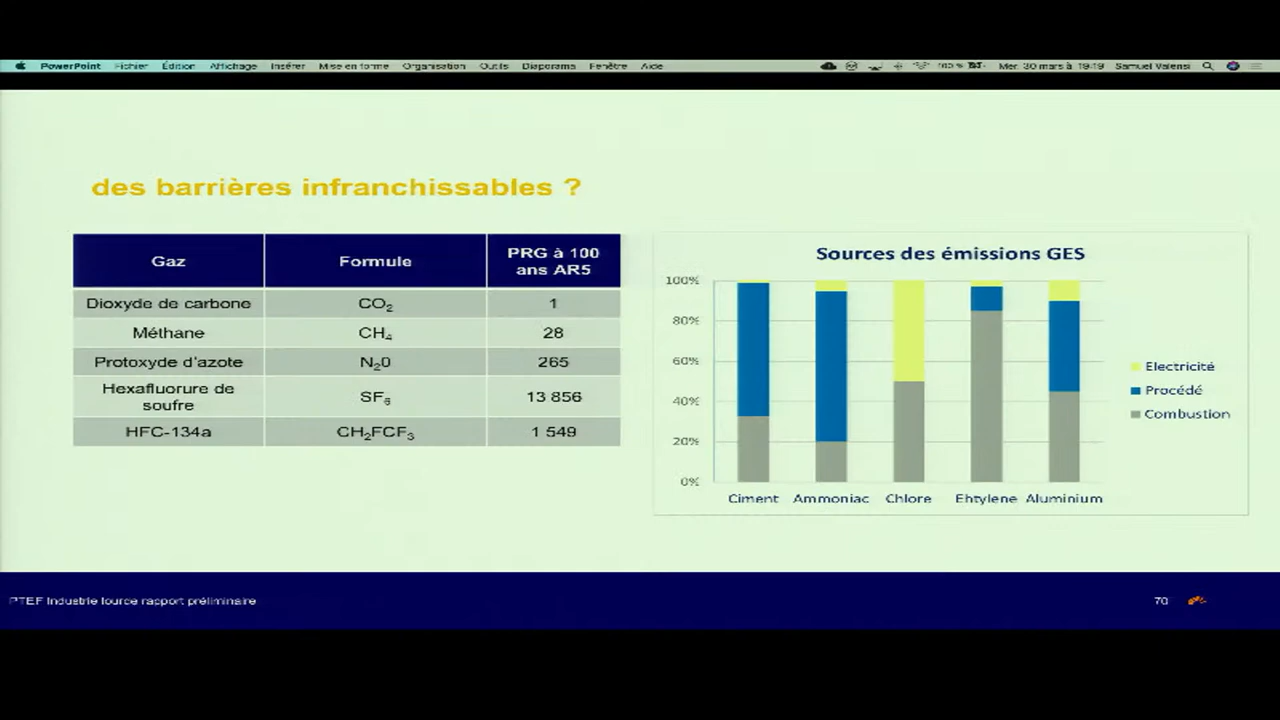 PowerPoint Fichier Édition Affichage Insérer Mise en forme Organisation Outils Diaporama Fenêtre Aide 100 % Mer. 30 mars à 19:19 Samuel Valensi
des barrières infranchissables ?
Gaz Formule PRG à 100 ans AR5
Dioxyde de carbone CO₂ 1
Méthane CH₄ 28
Protoxyde d'azote N₂0 265
Hexafluorure de soufre SF₆ 13 856
HFC-134a CH₂FCF₃ 1 549
Sources des émissions GES
100%
80%
60%
40%
20%
0%
Ciment Ammoniac Chlore Ehtylene Aluminium
Electricité
Procédé
Combustion
PTEF Industrie lource rapport préliminaire 70